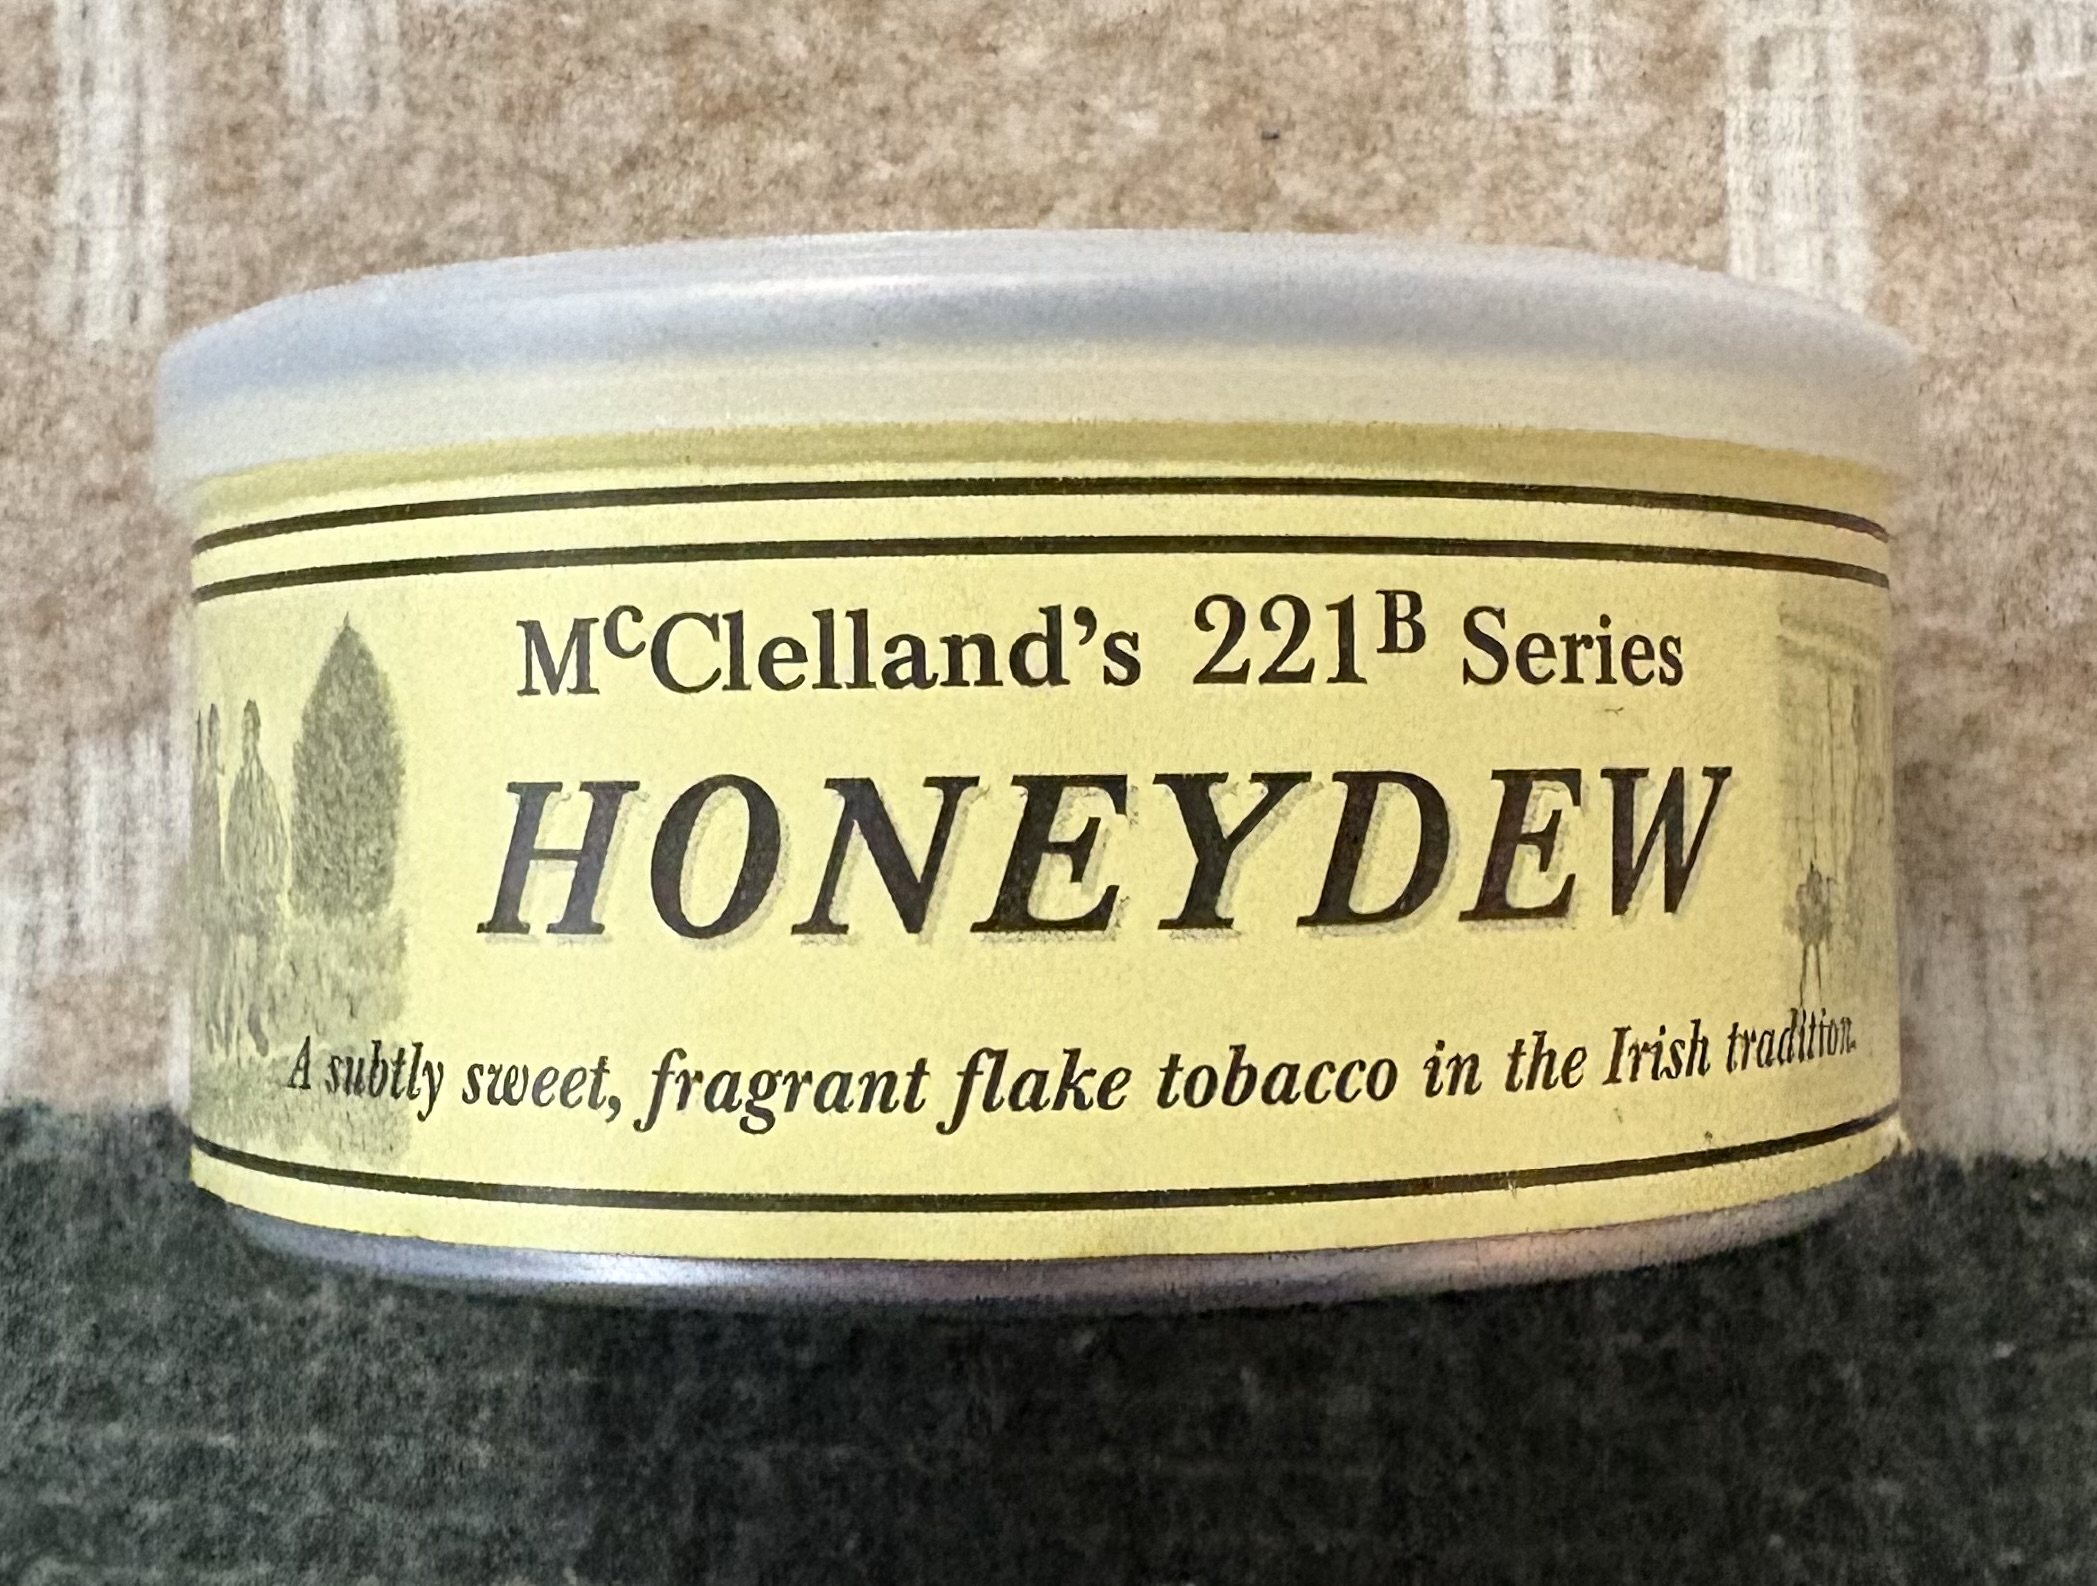 McClelland's 221B Series
HONEYDEW
A subtly sweet, fragrant flake tobacco in the Irish tradition.